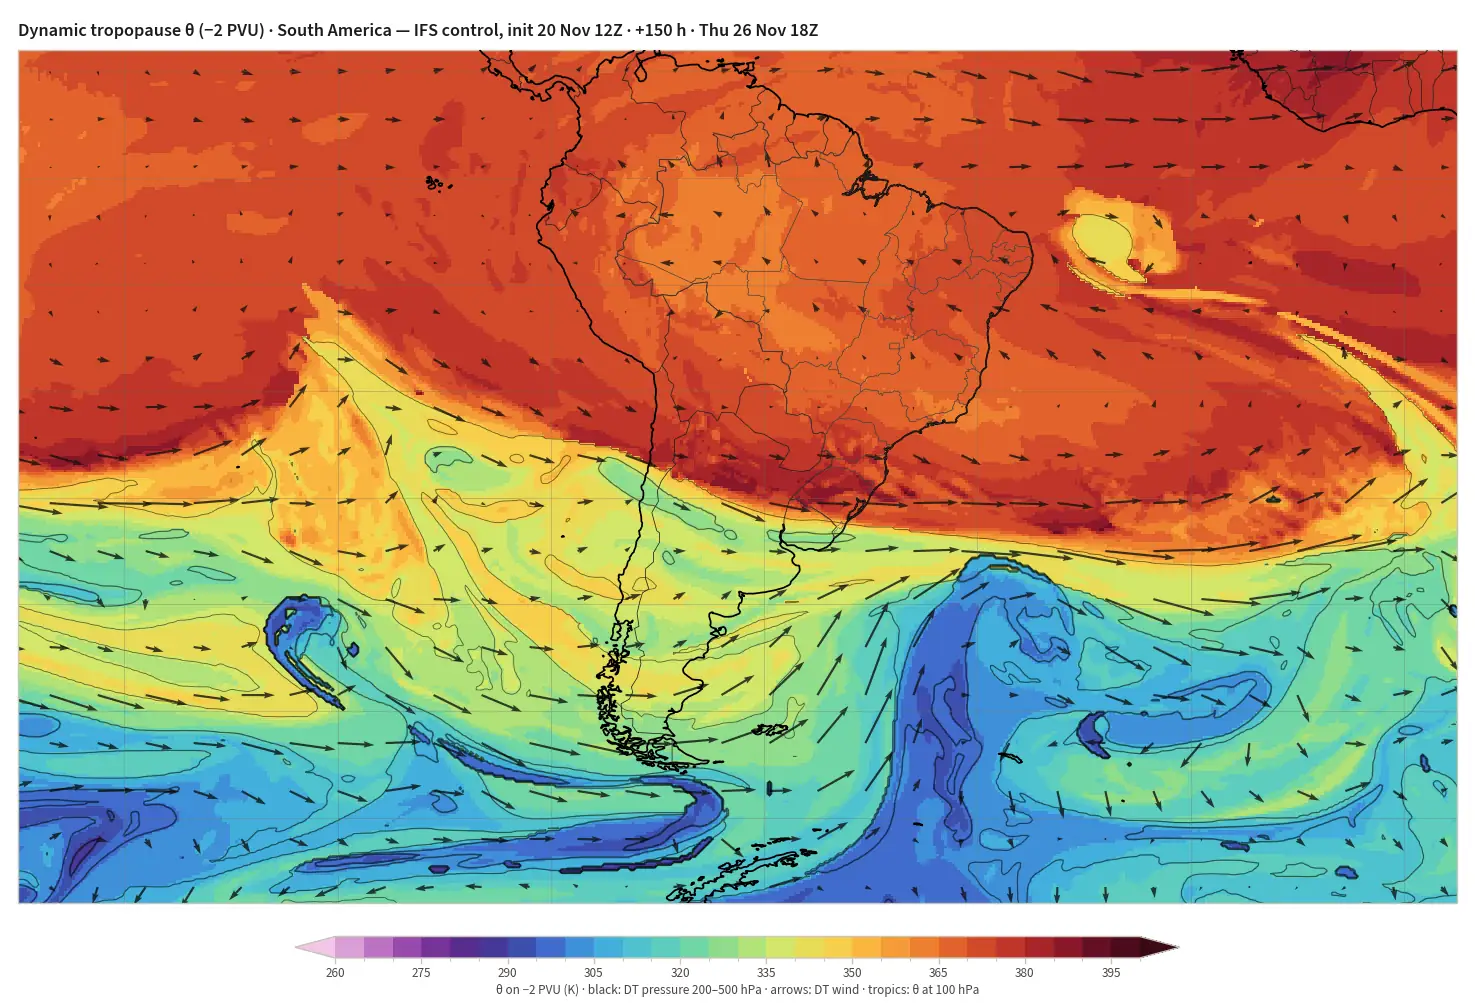 Dynamic tropopause θ (−2 PVU) · South America — IFS control, init 20 Nov 12Z · +150 h · Thu 26 Nov 18Z
260 275 290 305 320 335 350 365 380 395
θ on −2 PVU (K) · black: DT pressure 200–500 hPa · arrows: DT wind · tropics: θ at 100 hPa